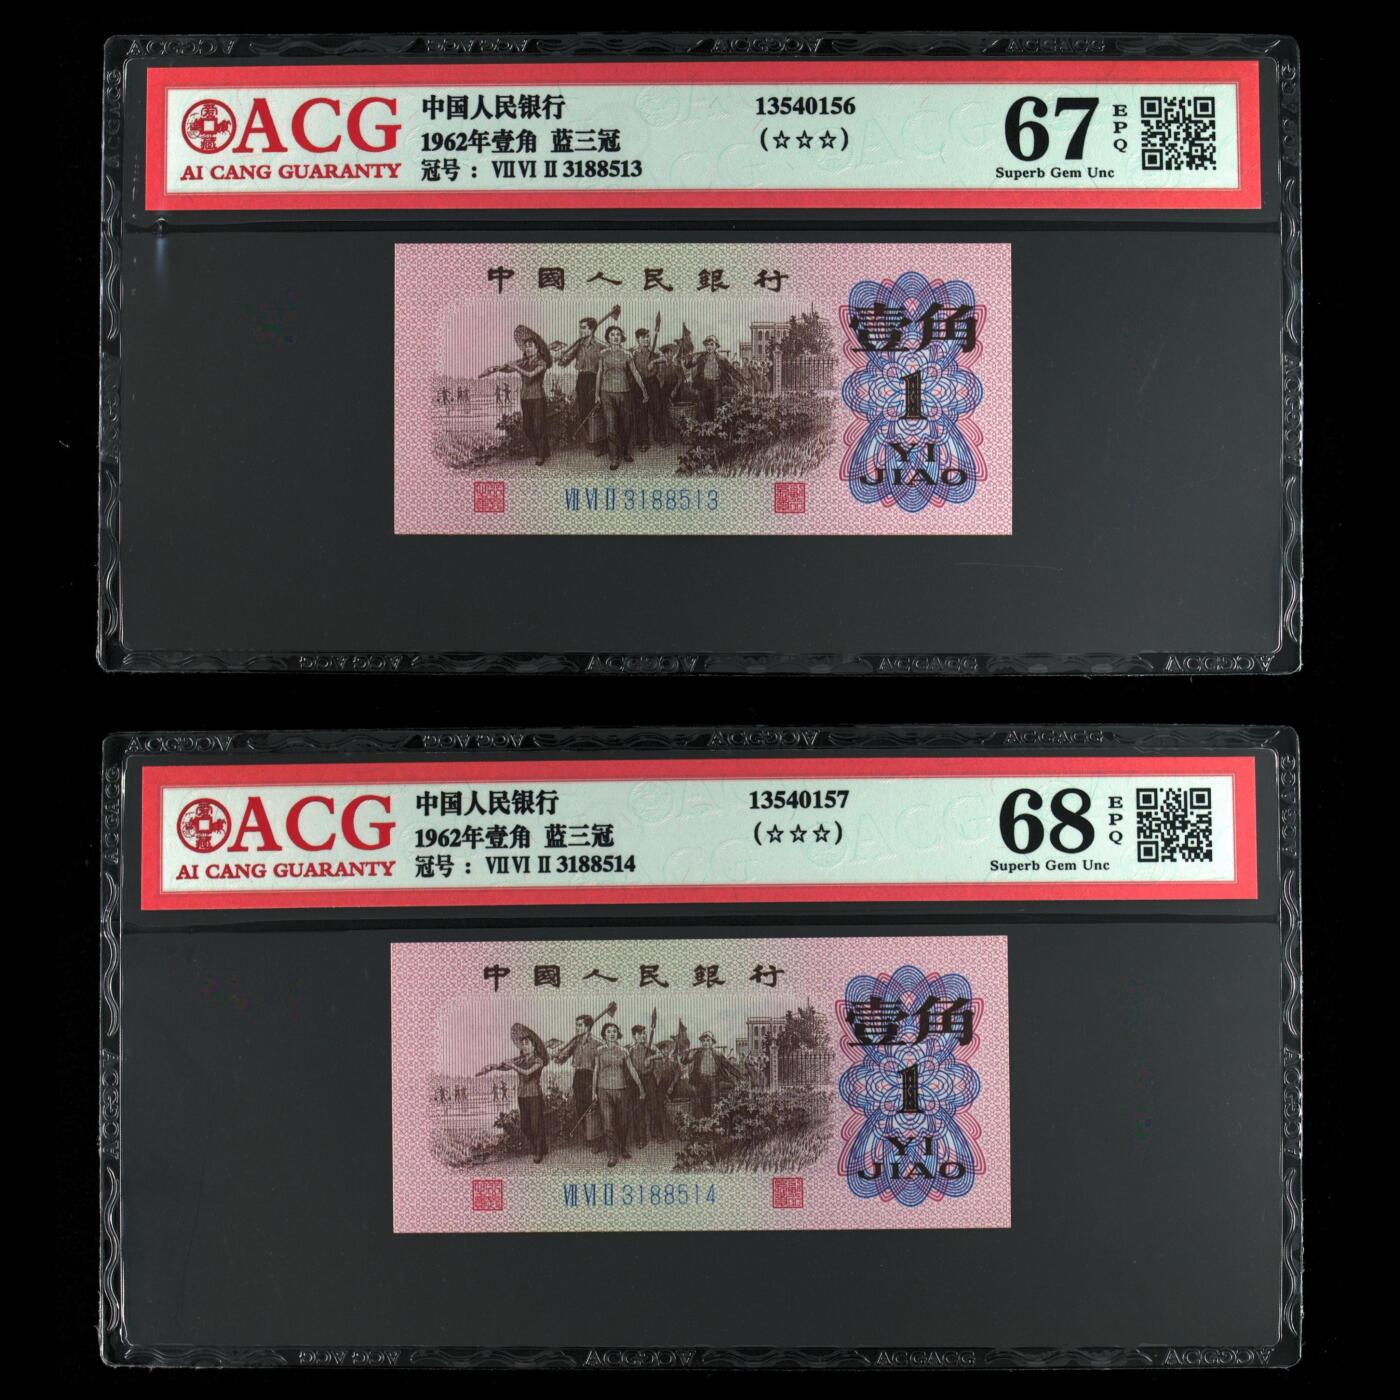 ACG
AI CANG GUARANTY
中国人民银行
1962年壹角 蓝三冠
冠号 : Ⅶ Ⅵ Ⅱ 3188513
13540156
(☆☆☆)
67
EPQ
Superb Gem Unc
中國人民銀行
壹角
1
YI
JIAO
Ⅶ Ⅵ Ⅱ 3188513
ACG
AI CANG GUARANTY
中国人民银行
1962年壹角 蓝三冠
冠号 : Ⅶ Ⅵ Ⅱ 3188514
13540157
(☆☆☆)
68
EPQ
Superb Gem Unc
中國人民銀行
壹角
1
YI
JIAO
Ⅶ Ⅵ Ⅱ 3188514